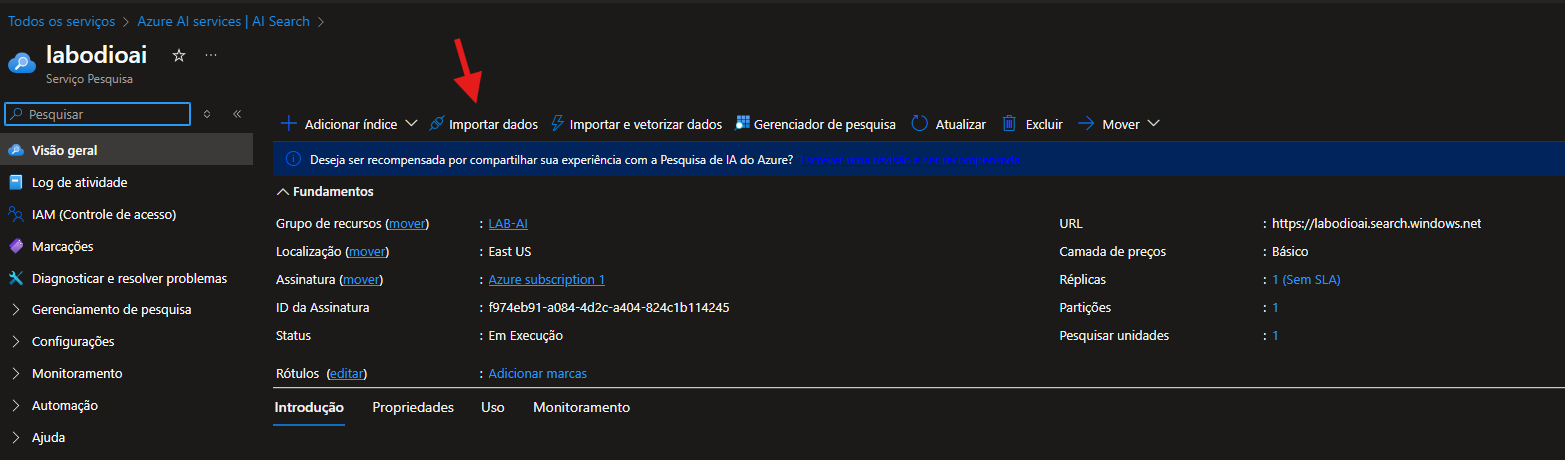 Todos os serviços > Azure AI services | AI Search >
labodioai
Serviço Pesquisa
Pesquisar
Adicionar índice
Importar dados
Importar e vetorizar dados
Gerenciador de pesquisa
Atualizar
Excluir
Mover
Visão geral
Log de atividade
IAM (Controle de acesso)
Marcações
Diagnosticar e resolver problemas
Gerenciamento de pesquisa
Configurações
Monitoramento
Automação
Ajuda
Deseja ser recompensada por compartilhar sua experiência com a Pesquisa de IA do Azure?
Fundamentos
Grupo de recursos (mover) : LAB-AI
Localização (mover) : East US
Assinatura (mover) : Azure subscription 1
ID da Assinatura : f974eb91-a084-4d2c-a404-824c1b114245
Status : Em Execução
Rótulos (editar) : Adicionar marcas
URL : https://labodioai.search.windows.net
Camada de preços : Básico
Réplicas : 1 (Sem SLA)
Partições : 1
Pesquisar unidades : 1
Introdução
Propriedades
Uso
Monitoramento